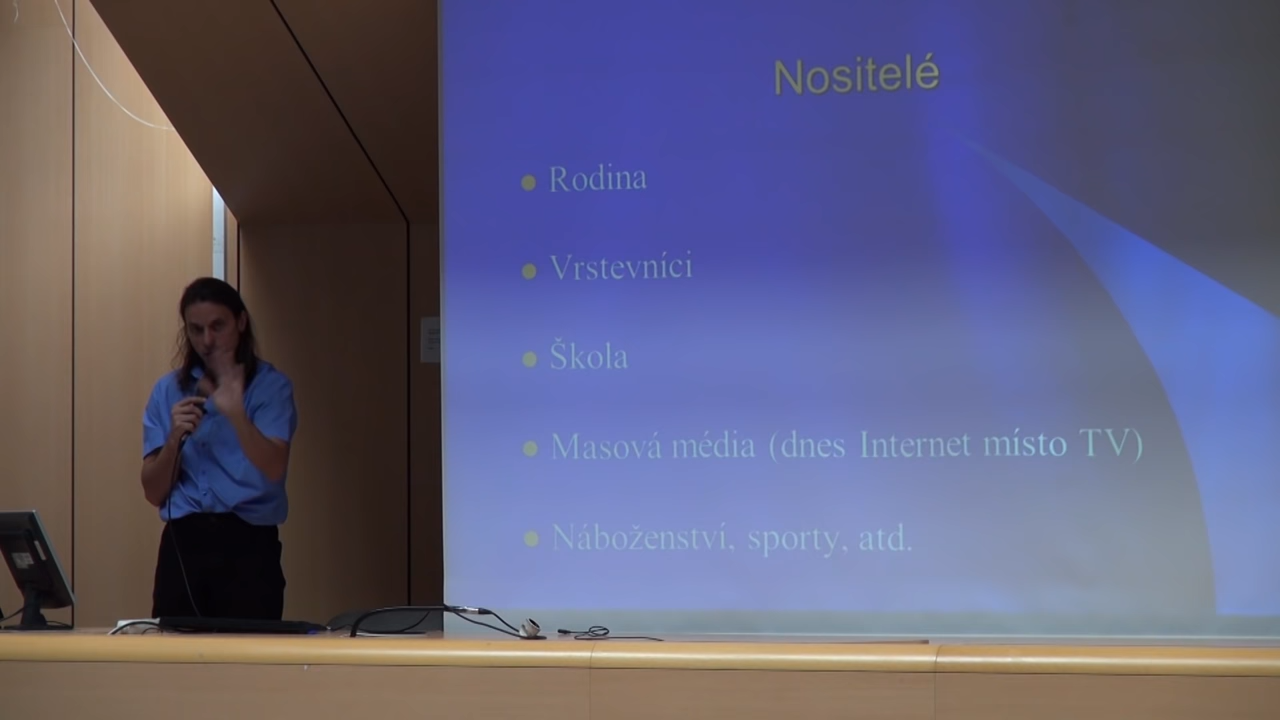 Nositelé
Rodina
Vrstevníci
Škola
Masová média (dnes Internet místo TV)
Náboženství, sporty, atd.